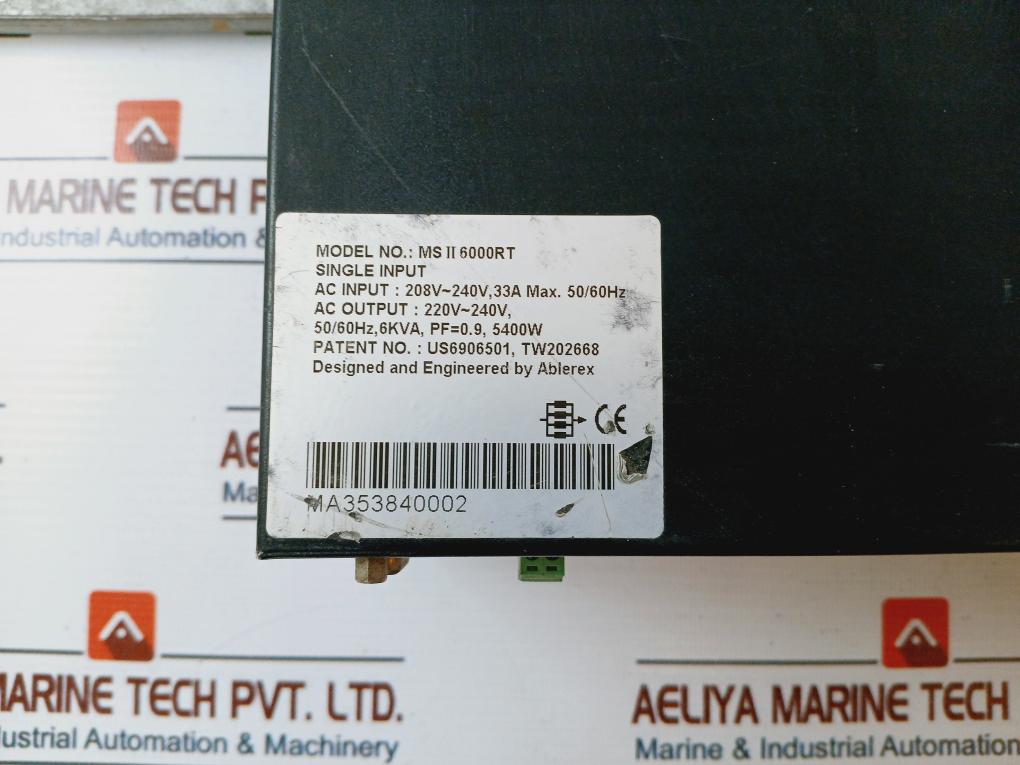 MARINE TECH P
Industrial Automation &
MODEL NO.: MS II 6000RT
SINGLE INPUT
AC INPUT : 208V~240V,33A Max. 50/60Hz
AC OUTPUT : 220V~240V,
50/60Hz,6KVA, PF=0.9, 5400W
PATENT NO. : US6906501, TW202668
Designed and Engineered by Ablerex
CE
MA353840002
AE
Ma
MARINE TECH PVT. LTD.
dustrial Automation & Machinery
AELIYA MARINE TECH
Marine & Industrial Automation